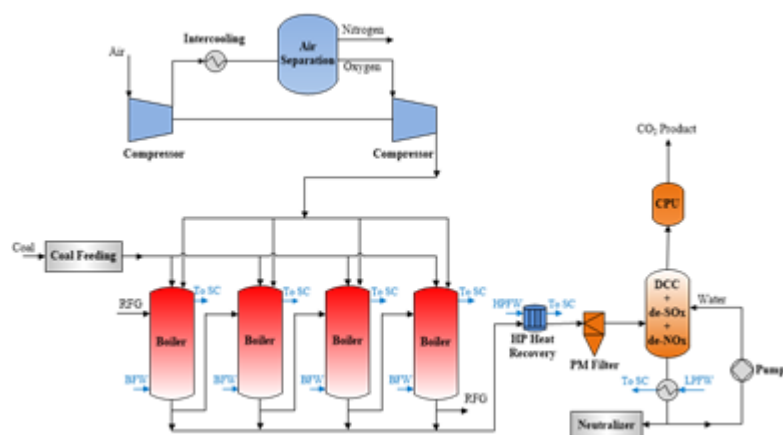 Nitrogen
Intercooling
Air
Air
Separation
Oxygen
Compressor
Compressor
CO₂ Product
CPU
Coal
Coal Feeding
To SC
To SC
To SC
To SC
DCC
+
de-SOx
+
de-NOx
Water
RFG
HPFW
To SC
Boiler
Boiler
Boiler
Boiler
HP Heat
Recovery
PM Filter
Pump
BFW
BFW
BFW
BFW
To SC
LPFW
RFG
Neutralizer